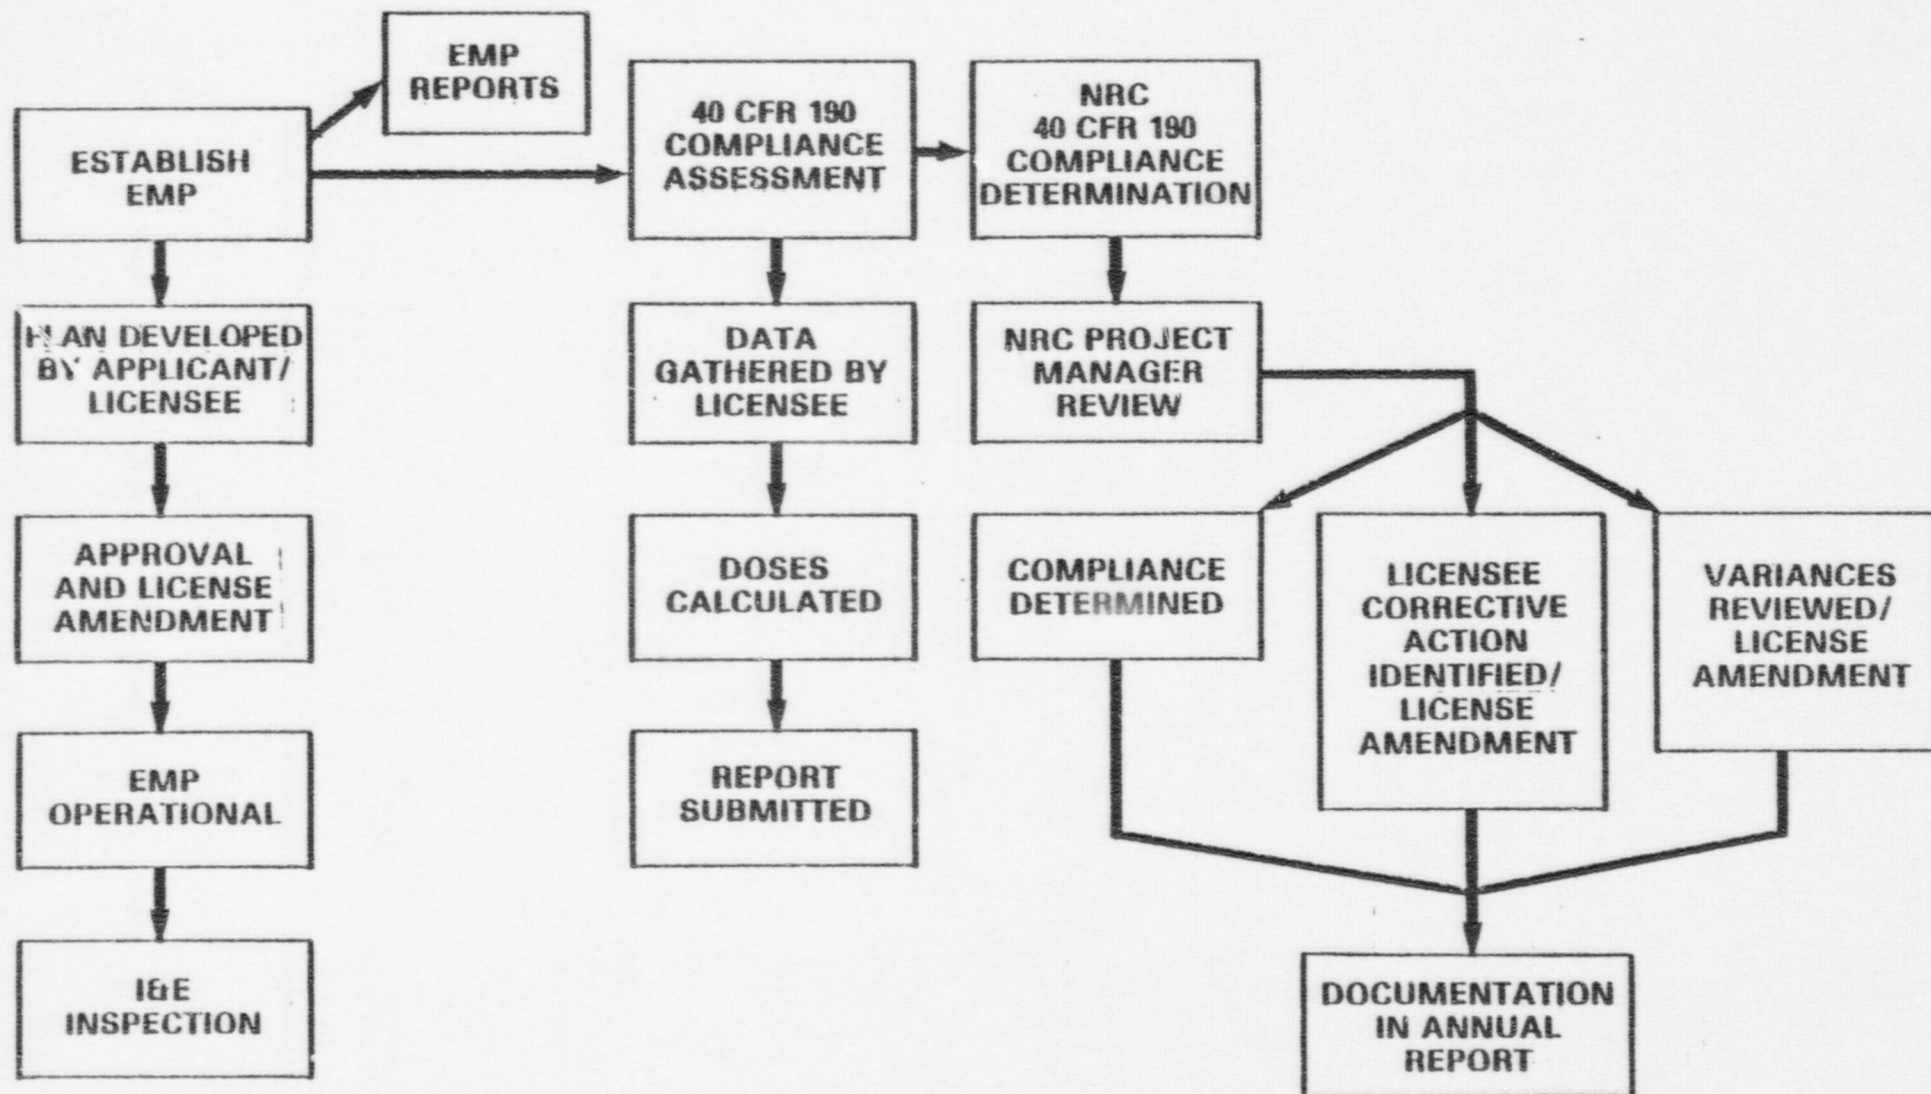 EMP
REPORTS
ESTABLISH
EMP
40 CFR 190
COMPLIANCE
ASSESSMENT
NRC
40 CFR 190
COMPLIANCE
DETERMINATION
PLAN DEVELOPED
BY APPLICANT/
LICENSEE
DATA
GATHERED BY
LICENSEE
NRC PROJECT
MANAGER
REVIEW
APPROVAL
AND LICENSE
AMENDMENT
DOSES
CALCULATED
COMPLIANCE
DETERMINED
LICENSEE
CORRECTIVE
ACTION
IDENTIFIED/
LICENSE
AMENDMENT
VARIANCES
REVIEWED/
LICENSE
AMENDMENT
EMP
OPERATIONAL
REPORT
SUBMITTED
I&E
INSPECTION
DOCUMENTATION
IN ANNUAL
REPORT